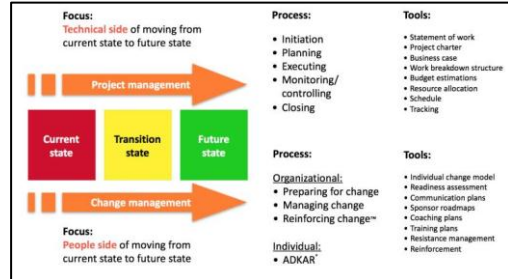 Focus:
Technical side of moving from
current state to future state
Project management
Current
state
Transition
state
Future
state
Change management
Focus:
People side of moving from
current state to future state
Process:
• Initiation
• Planning
• Executing
• Monitoring/
controlling
• Closing
Tools:
• Statement of work
• Project charter
• Business case
• Work breakdown structure
• Budget estimations
• Resource allocation
• Schedule
• Tracking
Process:
Organizational:
• Preparing for change
• Managing change
• Reinforcing change™
Individual:
• ADKAR®
Tools:
• Individual change model
• Readiness assessment
• Communication plans
• Sponsor roadmaps
• Coaching plans
• Training plans
• Resistance management
• Reinforcement